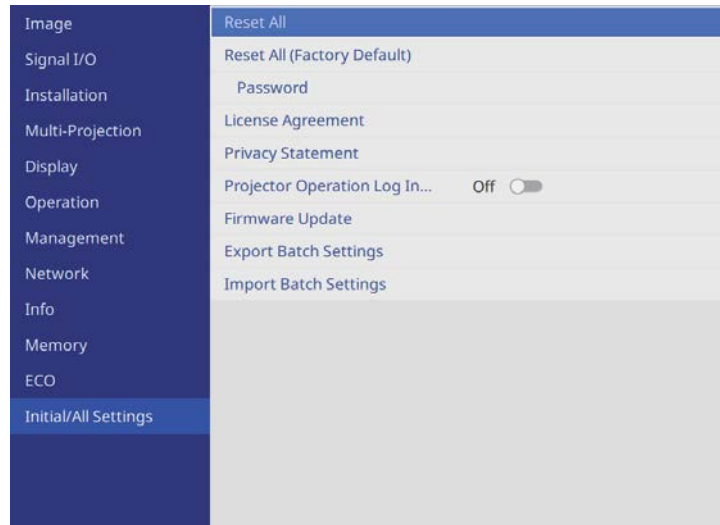 Image
Signal I/O
Installation
Multi-Projection
Display
Operation
Management
Network
Info
Memory
ECO
Initial/All Settings
Reset All
Reset All (Factory Default)
Password
License Agreement
Privacy Statement
Projector Operation Log In... Off
Firmware Update
Export Batch Settings
Import Batch Settings